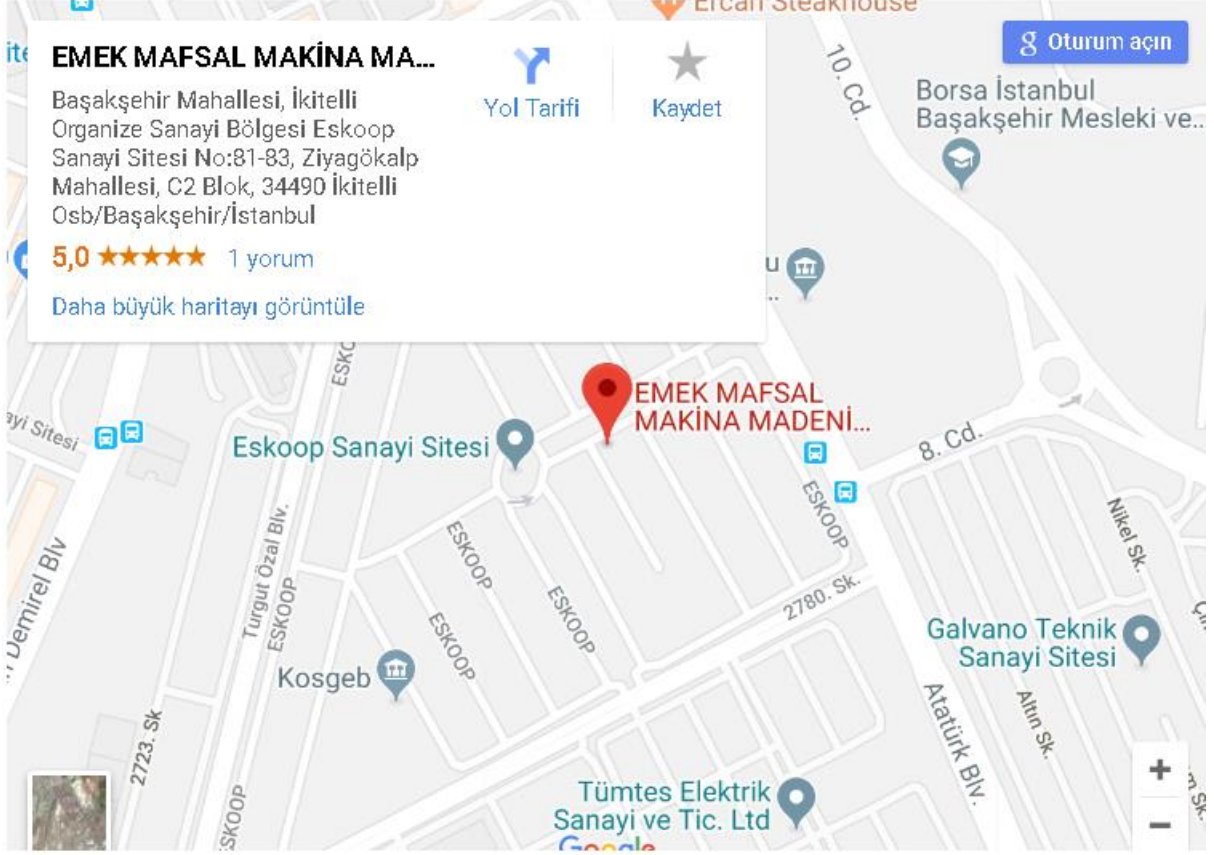 Ercan Steakhouse
EMEK MAFSAL MAKİNA MA...
Başakşehir Mahallesi, İkitelli
Organize Sanayi Bölgesi Eskoop
Sanayi Sitesi No:81-83, Ziyagökalp
Mahallesi, C2 Blok, 34490 İkitelli
Osb/Başakşehir/İstanbul
5,0
1 yorum
Daha büyük haritayı görüntüle
Yol Tarifi
Kaydet
Oturum açın
10. Cd.
Borsa İstanbul
Başakşehir Mesleki ve..
EMEK MAFSAL
MAKİNA MADENİ...
Eskoop Sanayi Sitesi
Sitesi
8. Cd.
ESKOOP
Nikel Sk.
Turgut Özal Blv.
ESKOOP
ESKOOP
ESKOOP
ESKOOP
2780. Sk.
Demirel Blv
Kosgeb
Galvano Teknik
Sanayi Sitesi
Altın Sk.
Atatürk Blv.
2723. Sk
Tümtes Elektrik
Sanayi ve Tic. Ltd
Google